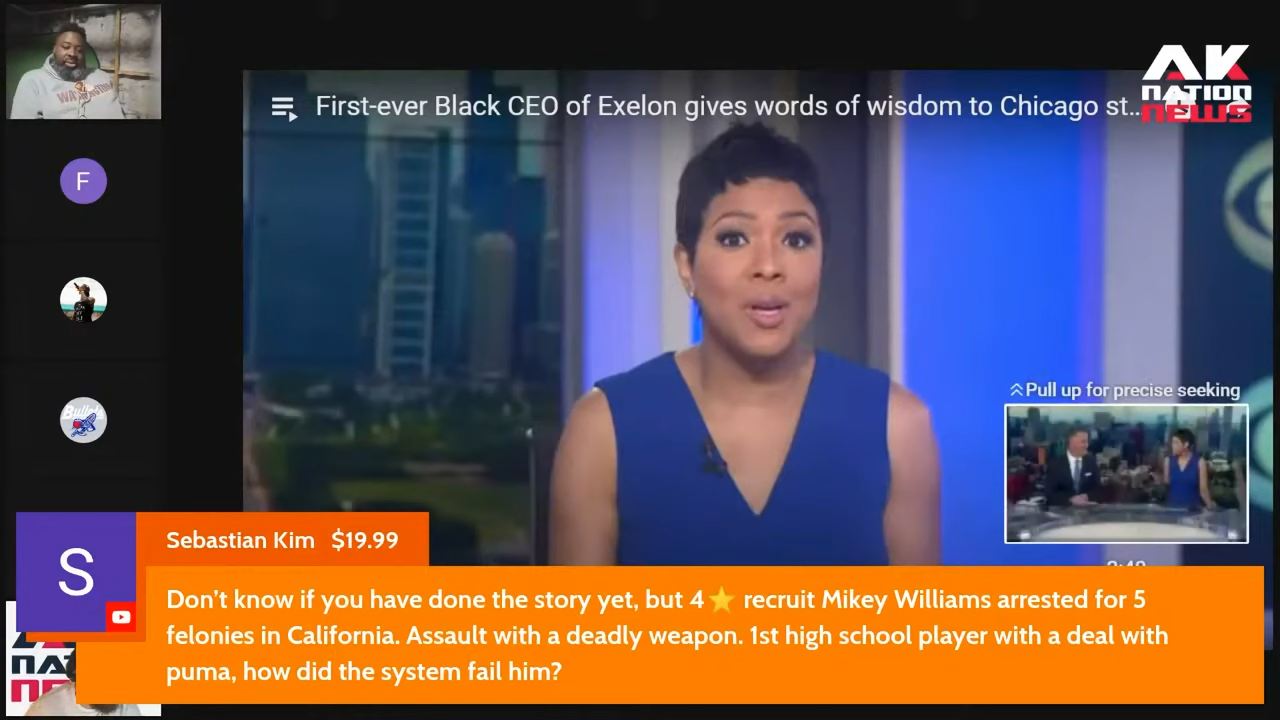 First-ever Black CEO of Exelon gives words of wisdom to Chicago st...
AK
NATION
NEWS
F
Bullets
Pull up for precise seeking
Sebastian Kim $19.99
S
Don't know if you have done the story yet, but 4⭐ recruit Mikey Williams arrested for 5
felonies in California. Assault with a deadly weapon. 1st high school player with a deal with
puma, how did the system fail him?